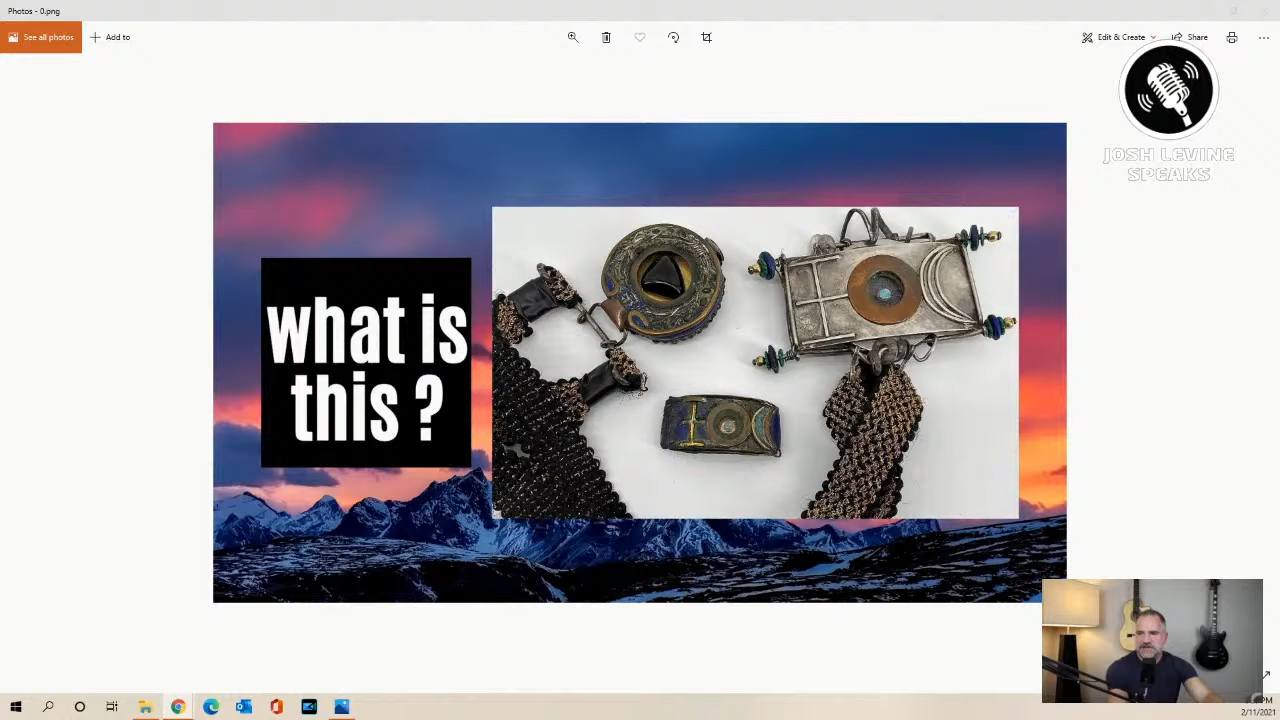 Photos - 0.png
See all photos
Add to
Edit & Create
Share
JOSH LEVINE
SPEAKS
what is
this ?
PM
2/11/2021